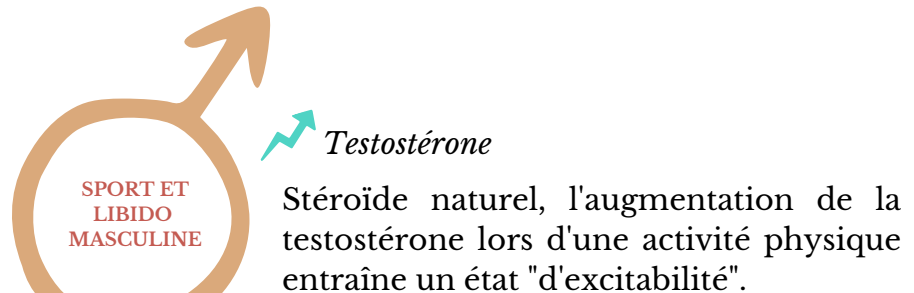 Testostérone
SPORT ET
LIBIDO
MASCULINE
Stéroïde naturel, l'augmentation de la
testostérone lors d'une activité physique
entraîne un état "d'excitabilité".